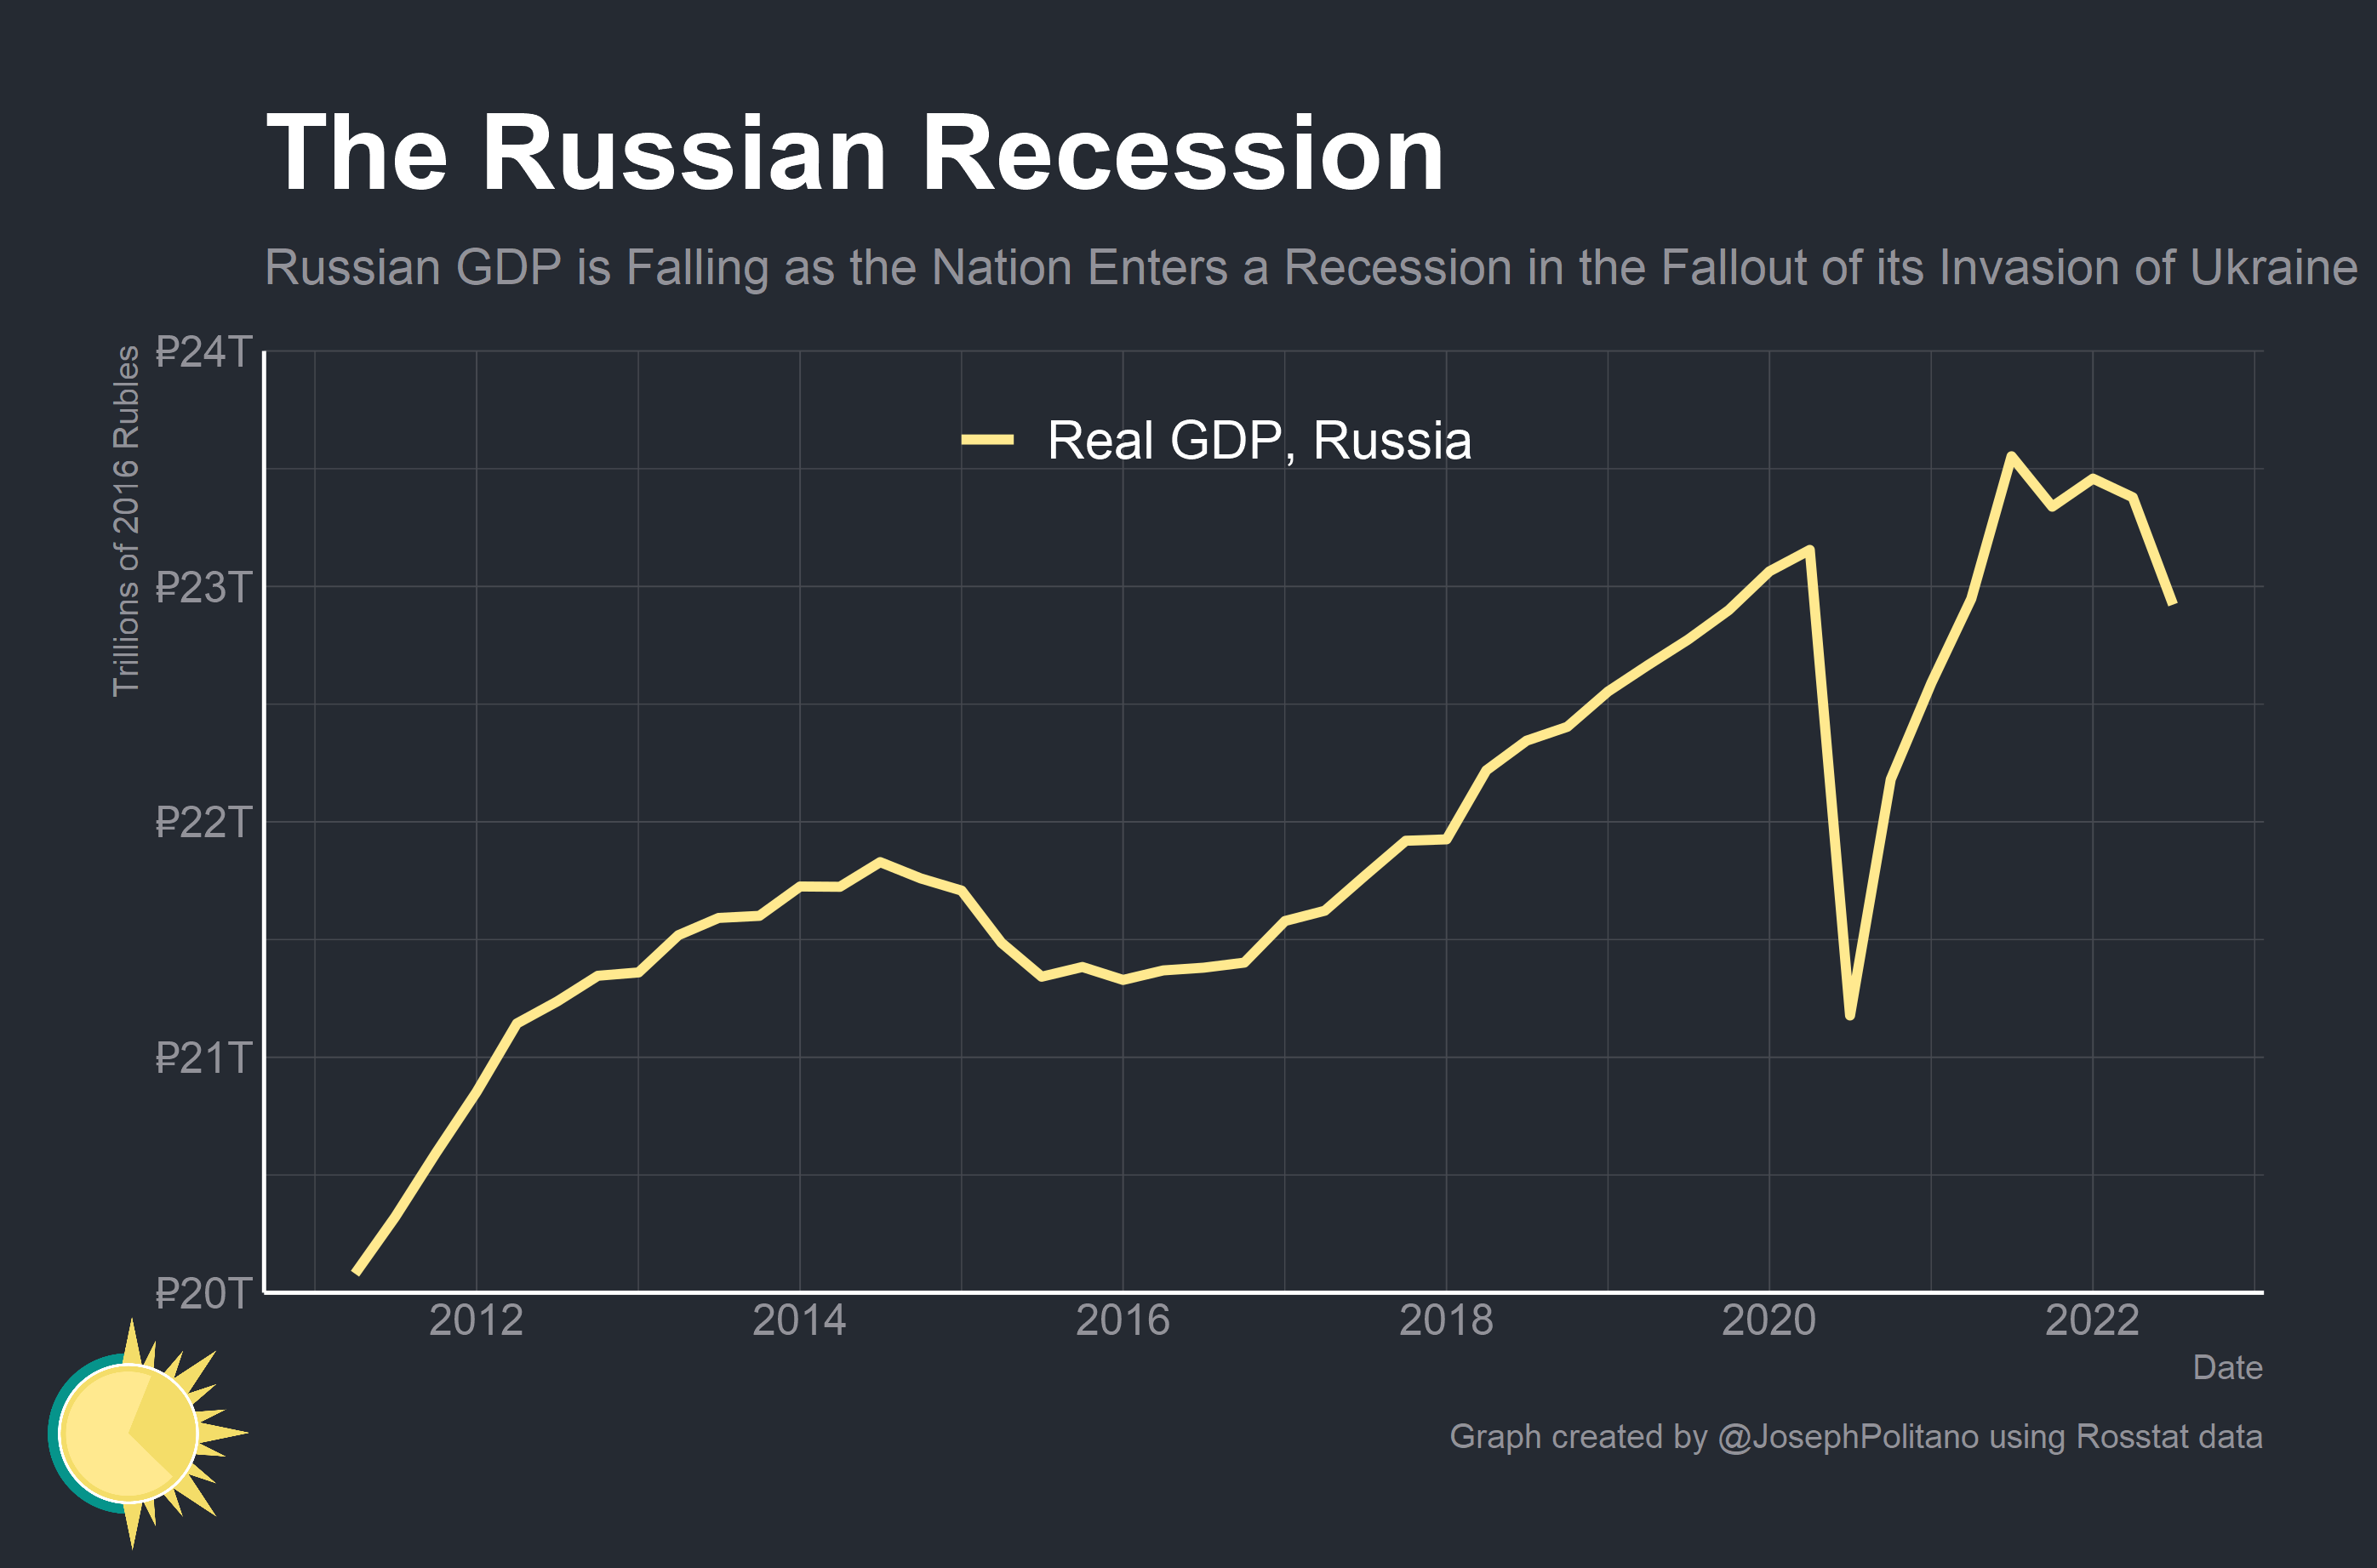 The Russian Recession
Russian GDP is Falling as the Nation Enters a Recession in the Fallout of its Invasion of Ukraine
Trillions of 2016 Rubles
₽24T
₽23T
₽22T
₽21T
₽20T
Real GDP, Russia
2012 2014 2016 2018 2020 2022
Date
Graph created by @JosephPolitano using Rosstat data